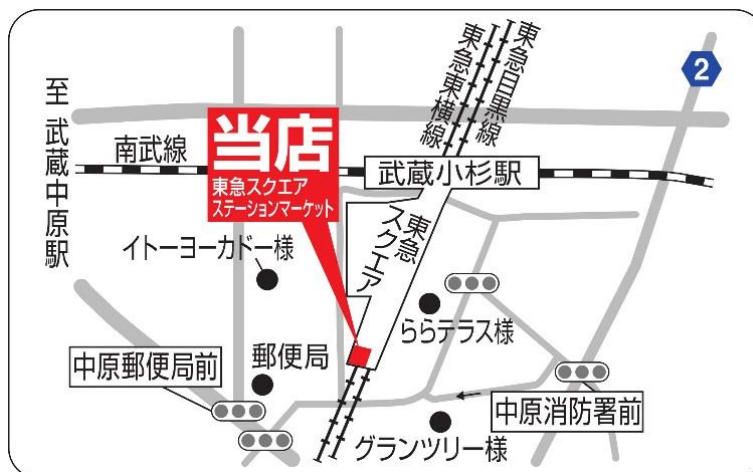 至 武蔵中原駅
南武線
当店
東急スクエア
ステーションマーケット
東急東横線
東急目黒線
2
武蔵小杉駅
東急
スクエア
イトーヨーカドー様
ららテラス様
中原郵便局前
郵便局
グランツリー様
中原消防署前